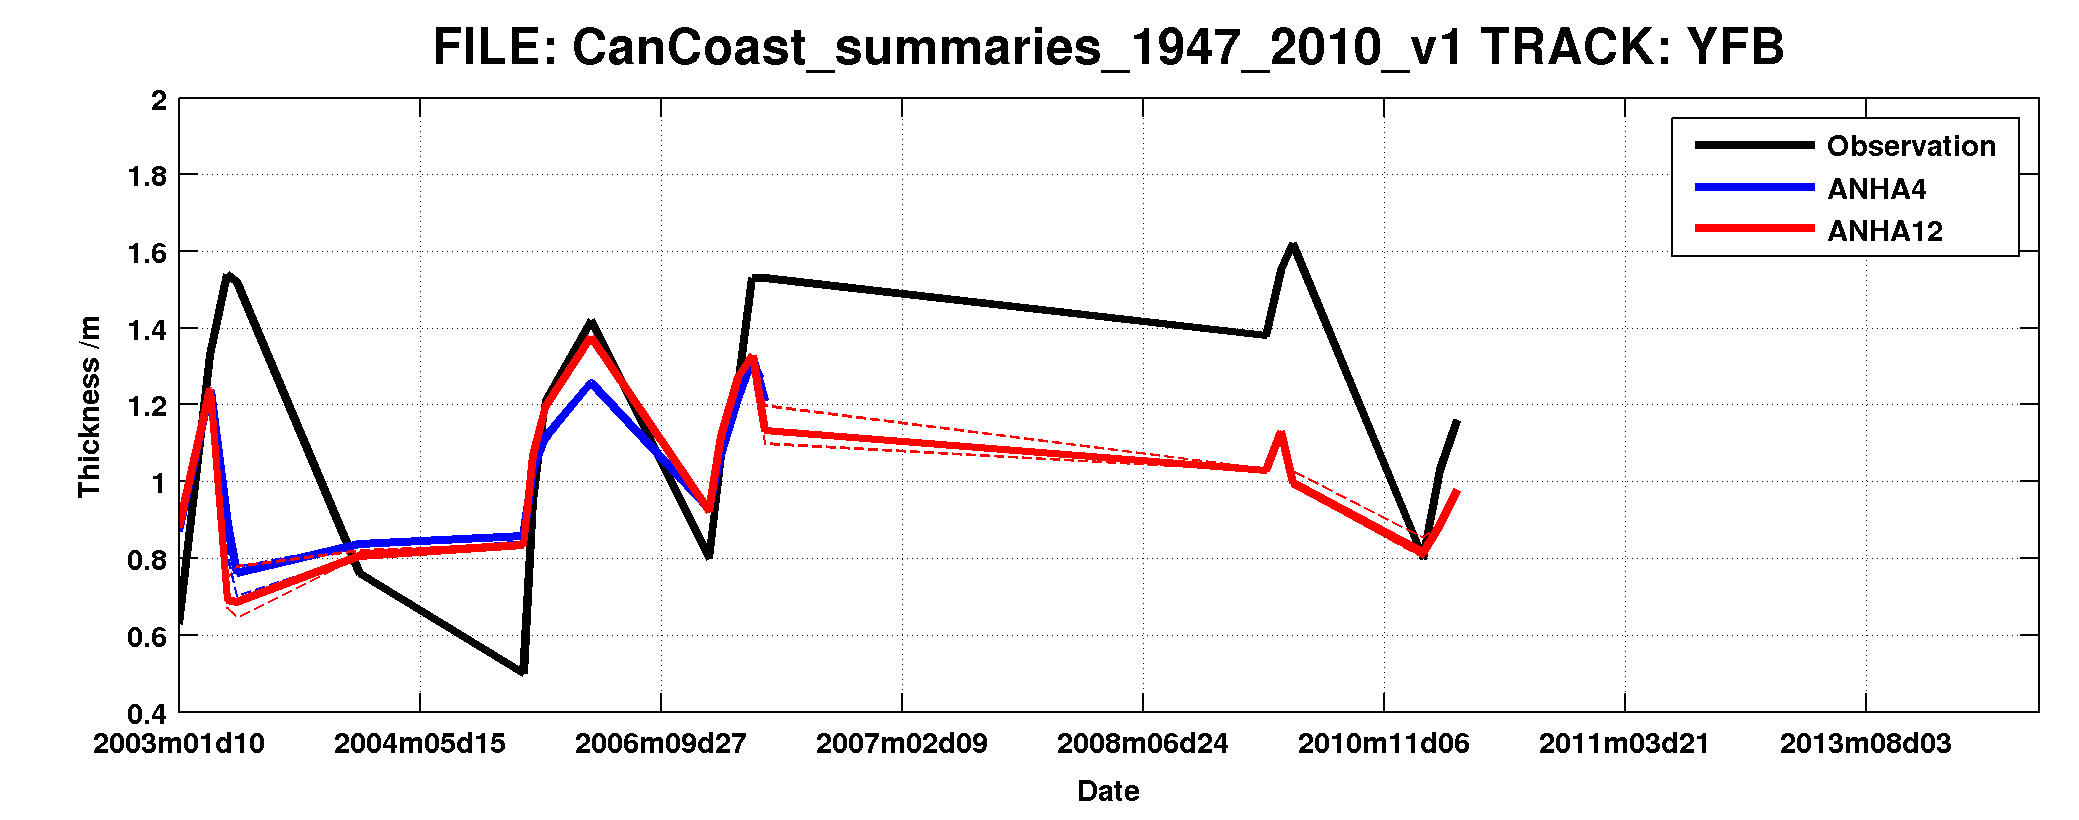 FILE: CanCoast_summaries_1947_2010_v1 TRACK: YFB
2
1.8
1.6
1.4
1.2
1
0.8
0.6
0.4
Thickness /m
Observation
ANHA4
ANHA12
2003m01d10 2004m05d15 2006m09d27 2007m02d09 2008m06d24 2010m11d06 2011m03d21 2013m08d03
Date